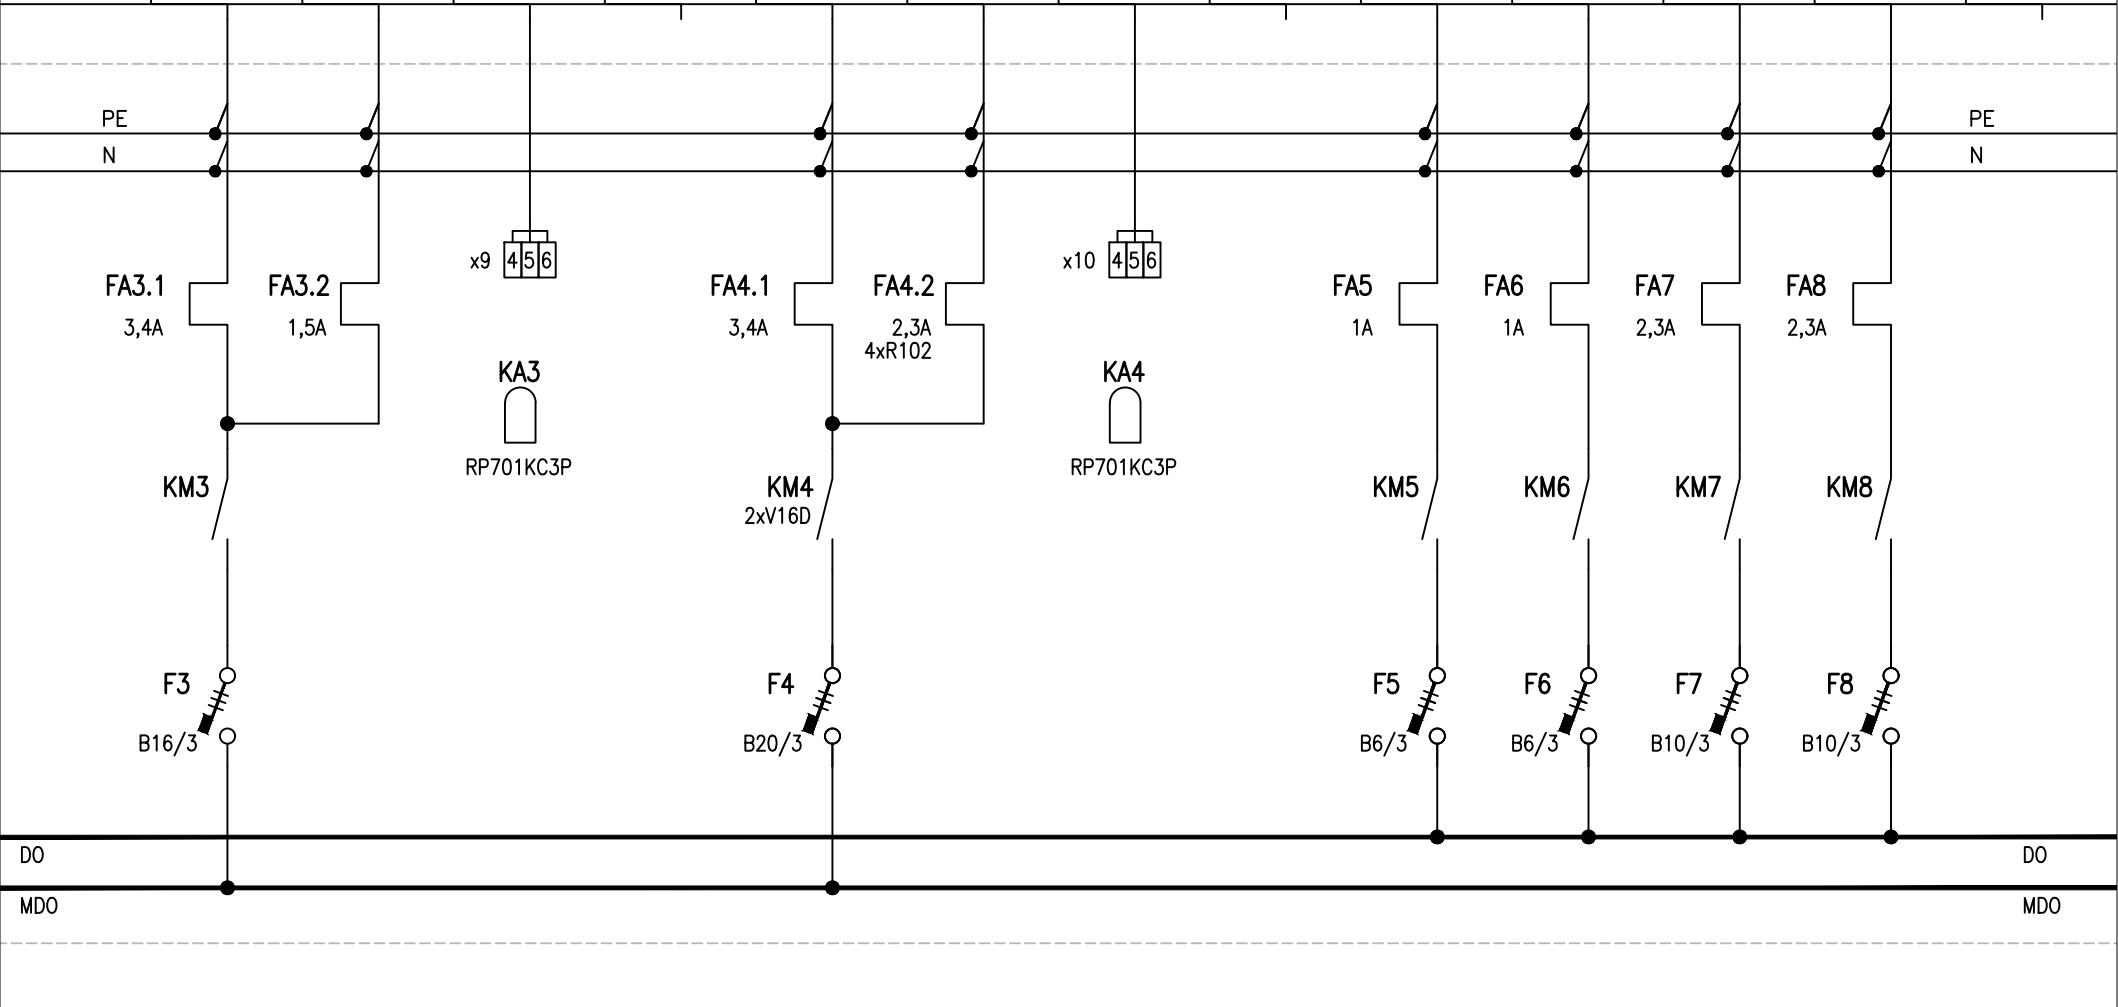 PE PE
N N
x9 4 5 6
x10 4 5 6
FA3.1 FA3.2 FA4.1 FA4.2 FA5 FA6 FA7 FA8
3,4A 1,5A 3,4A 2,3A 1A 1A 2,3A 2,3A
4xR102
KA3 KA4
RP701KC3P RP701KC3P
KM3 KM4 KM5 KM6 KM7 KM8
2xV16D
F3 F4 F5 F6 F7 F8
B16/3 B20/3 B6/3 B6/3 B10/3 B10/3
DO DO
MDO MDO